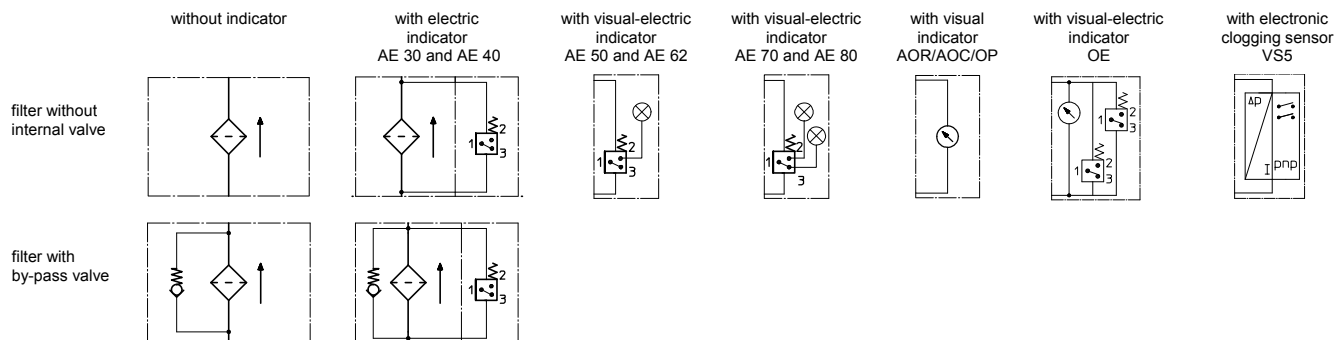 without indicator
with electric
indicator
AE 30 and AE 40
with visual-electric
indicator
AE 50 and AE 62
with visual-electric
indicator
AE 70 and AE 80
with visual
indicator
AOR/AOC/OP
with visual-electric
indicator
OE
with electronic
clogging sensor
VS5
filter without
internal valve
1 2 3
1 2 3
1 2 3
1 2 3
1 2 3
Δp
I
pnp
filter with
by-pass valve
1 2 3